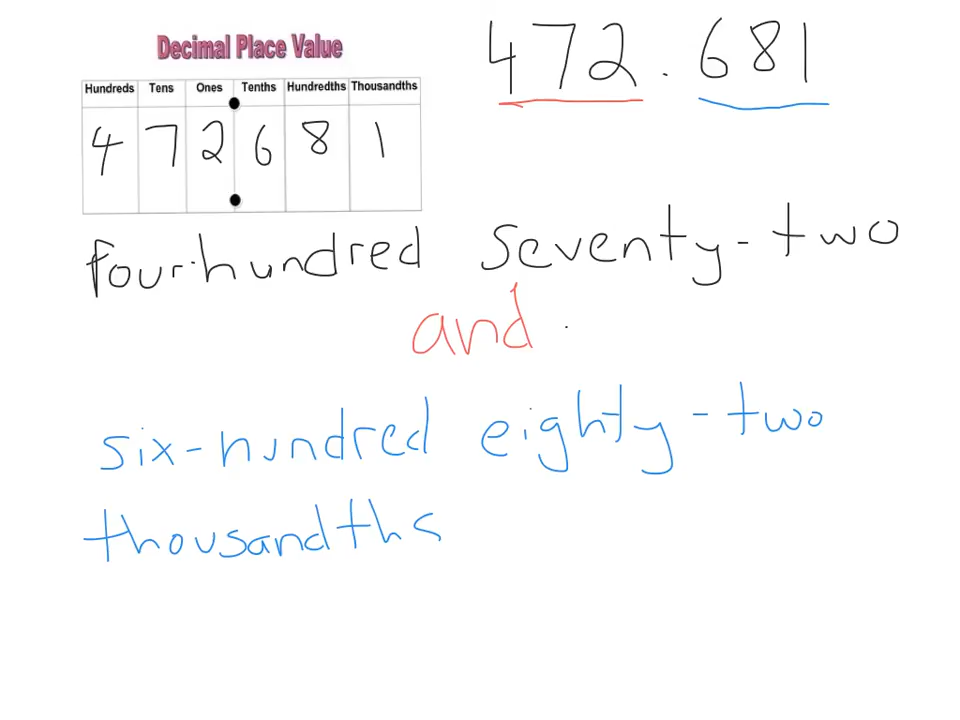 Decimal Place Value
472.681
Hundreds Tens Ones Tenths Hundredths Thousandths
4 7 2 6 8 1
four-hundred seventy-two
and
six-hundred eighty-two
thousandths